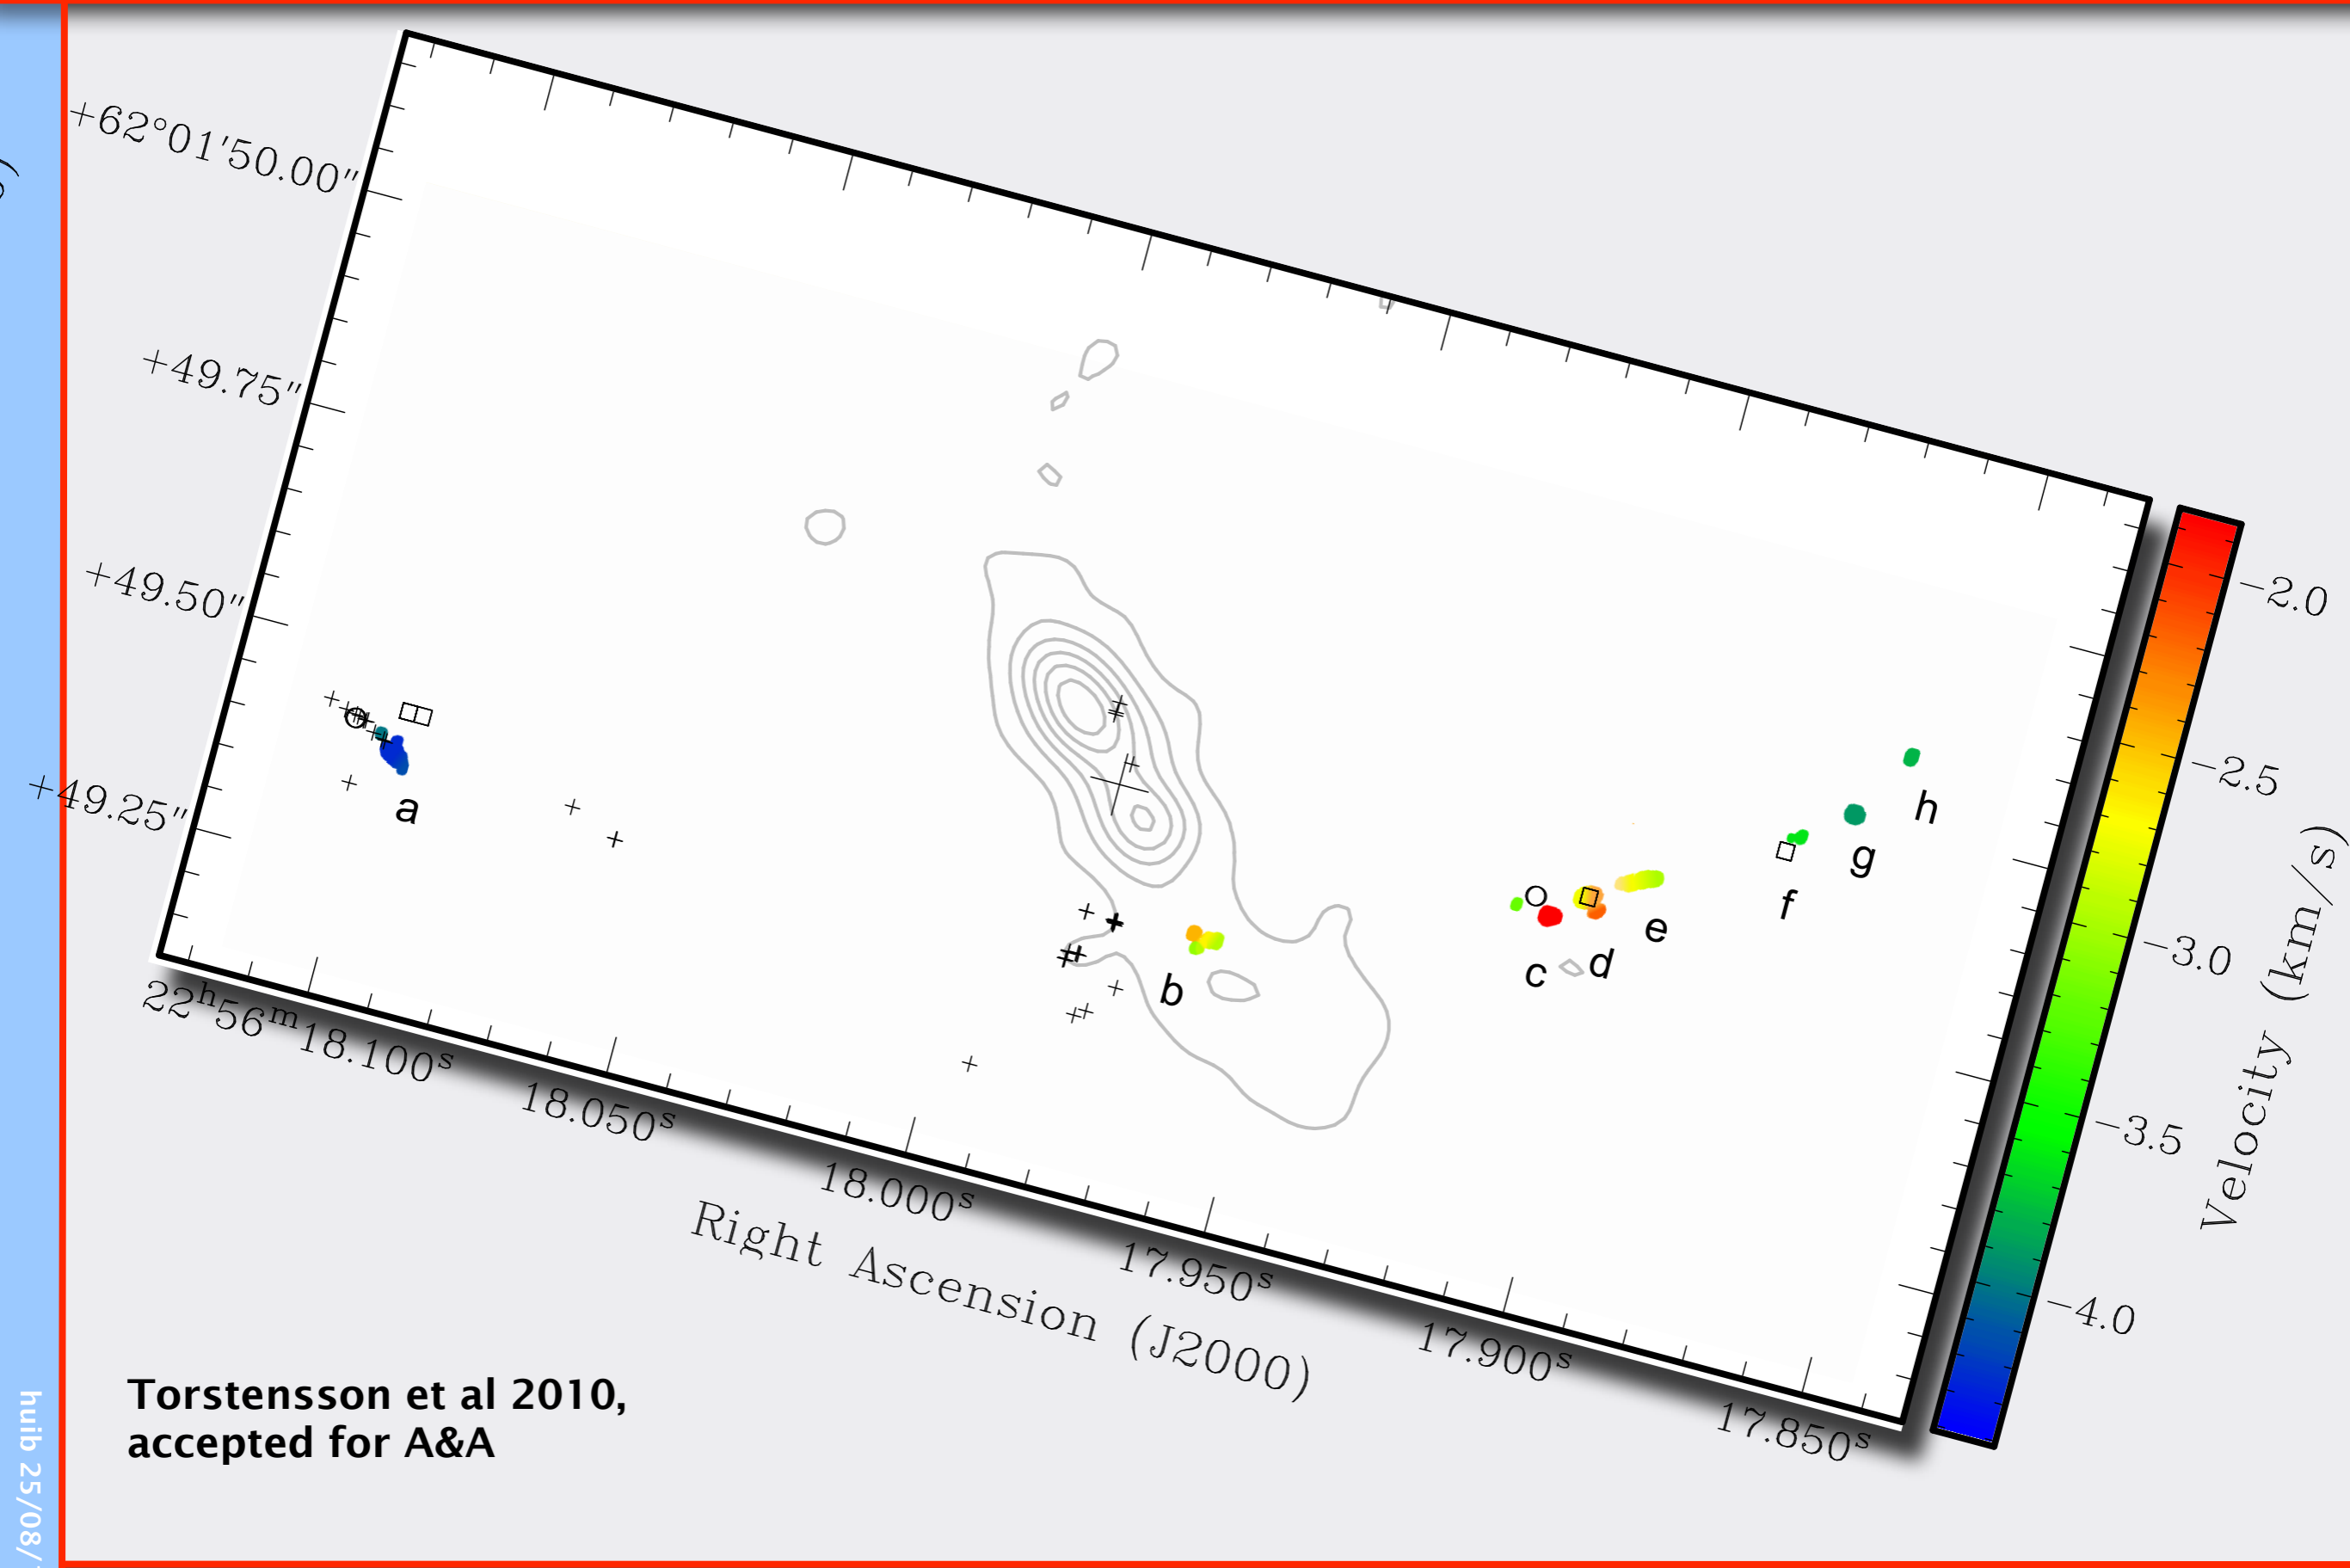 +62°01'50.00"
+49.75"
+49.50"
+49.25"
22ʰ56ᵐ18.100ˢ
18.050ˢ
18.000ˢ
17.950ˢ
17.900ˢ
17.850ˢ
Right Ascension (J2000)
a
b
c
d
e
f
g
h
−2.0
−2.5
−3.0
−3.5
−4.0
Velocity (km/s)
Torstensson et al 2010,
accepted for A&A
huib 25/08/